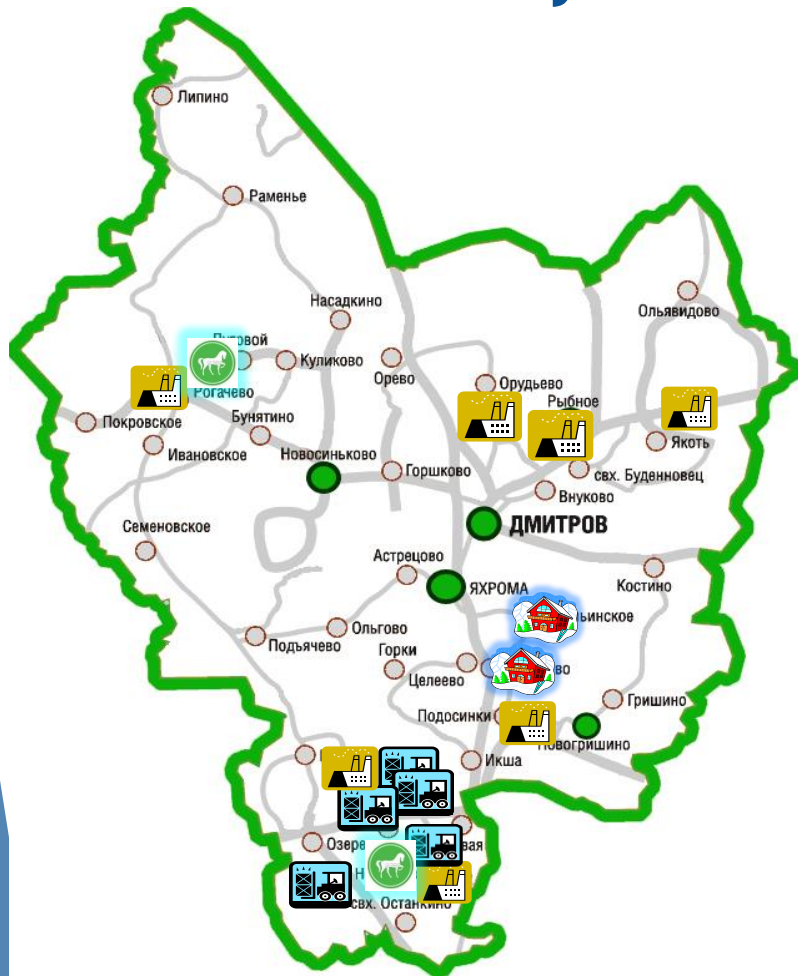 Липино
Раменье
Насадкино
Ольявидово
Куликово
Орево
Орудьево
Рогачево
Рыбное
Покровское
Бунятино
Ивановское
Якоть
Новосиньково
Горшково
свх. Буденновец
Внуково
ДМИТРОВ
Семеновское
Астрецово
ЯХРОМА
Костино
Ольгово
Подъячево
Горки
Целеево
Гришино
Подосинки
Икша
свх. Останкино